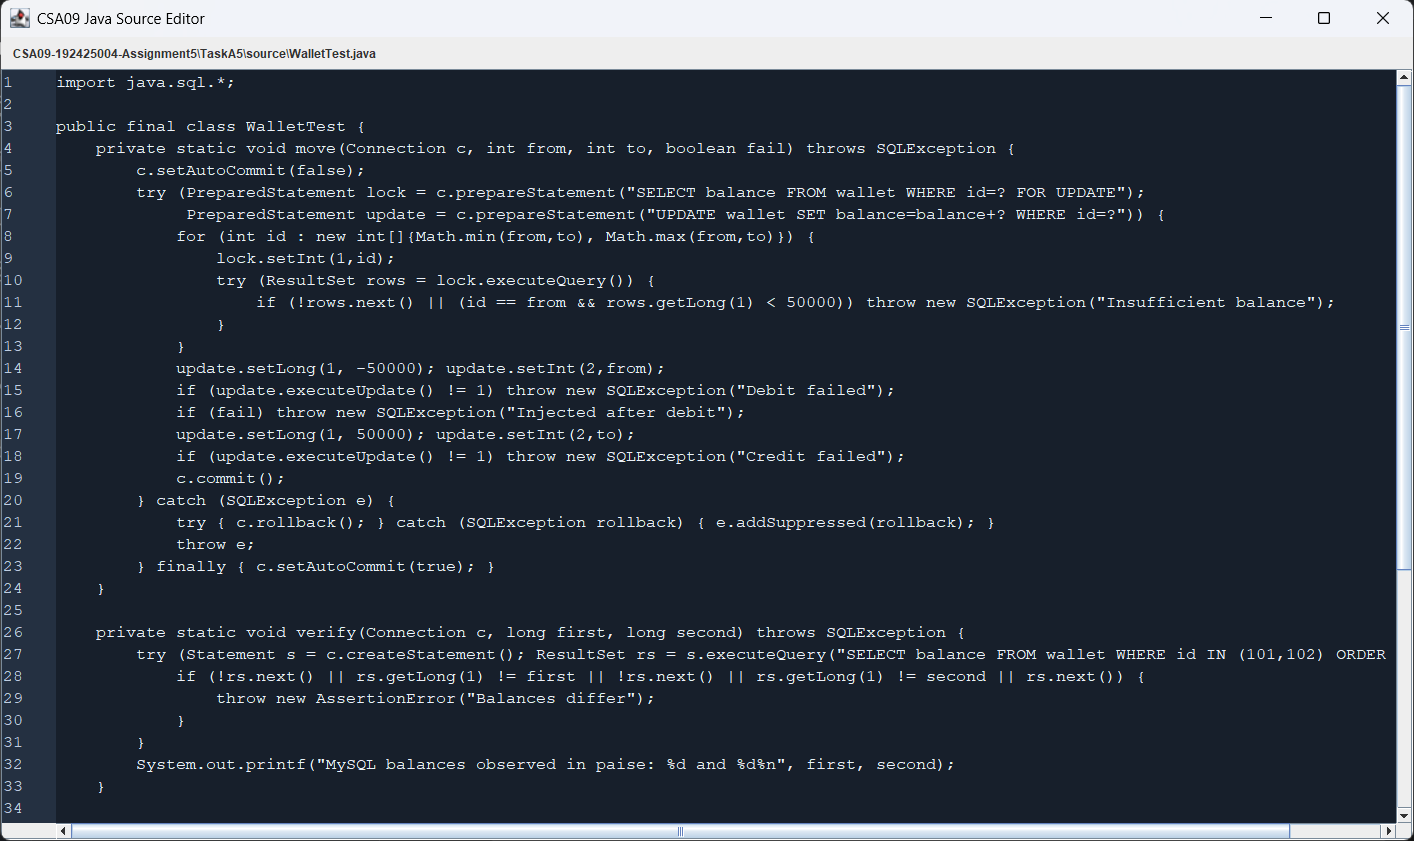 CSA09 Java Source Editor
CSA09-192425004-Assignment5\TaskA5\source\WalletTest.java
1 import java.sql.*;
2
3 public final class WalletTest {
4     private static void move(Connection c, int from, int to, boolean fail) throws SQLException {
5         c.setAutoCommit(false);
6         try (PreparedStatement lock = c.prepareStatement("SELECT balance FROM wallet WHERE id=? FOR UPDATE");
7              PreparedStatement update = c.prepareStatement("UPDATE wallet SET balance=balance+? WHERE id=?")) {
8             for (int id : new int[]{Math.min(from,to), Math.max(from,to)}) {
9                 lock.setInt(1,id);
10                 try (ResultSet rows = lock.executeQuery()) {
11                     if (!rows.next() || (id == from && rows.getLong(1) < 50000)) throw new SQLException("Insufficient balance");
12                 }
13             }
14             update.setLong(1, -50000); update.setInt(2,from);
15             if (update.executeUpdate() != 1) throw new SQLException("Debit failed");
16             if (fail) throw new SQLException("Injected after debit");
17             update.setLong(1, 50000); update.setInt(2,to);
18             if (update.executeUpdate() != 1) throw new SQLException("Credit failed");
19             c.commit();
20         } catch (SQLException e) {
21             try { c.rollback(); } catch (SQLException rollback) { e.addSuppressed(rollback); }
22             throw e;
23         } finally { c.setAutoCommit(true); }
24     }
25
26     private static void verify(Connection c, long first, long second) throws SQLException {
27         try (Statement s = c.createStatement(); ResultSet rs = s.executeQuery("SELECT balance FROM wallet WHERE id IN (101,102) ORDER
28             if (!rs.next() || rs.getLong(1) != first || !rs.next() || rs.getLong(1) != second || rs.next()) {
29                 throw new AssertionError("Balances differ");
30             }
31         }
32         System.out.printf("MySQL balances observed in paise: %d and %d%n", first, second);
33     }
34